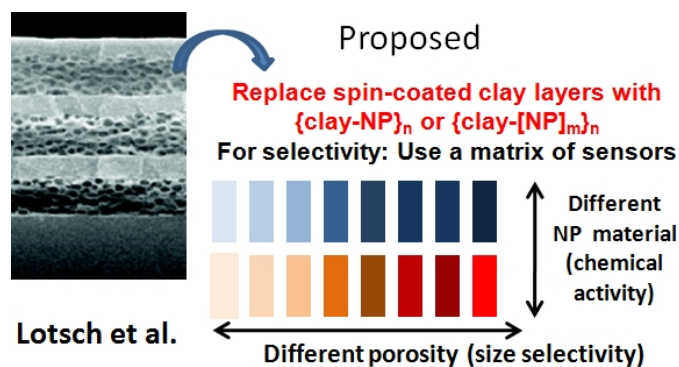 Proposed
Replace spin-coated clay layers with
{clay-NP}n or {clay-[NP]m}n
For selectivity: Use a matrix of sensors
Different
NP material
(chemical
activity)
Lotsch et al.
Different porosity (size selectivity)